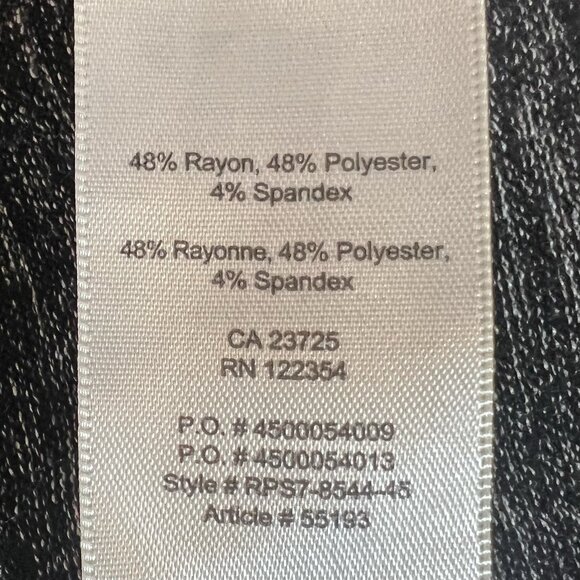 48% Rayon, 48% Polyester,
4% Spandex
48% Rayonne, 48% Polyester,
4% Spandex
CA 23725
RN 122354
P.O. # 4500054009
P.O. # 4500054013
Style # RPS7-8544-45
Article # 55193